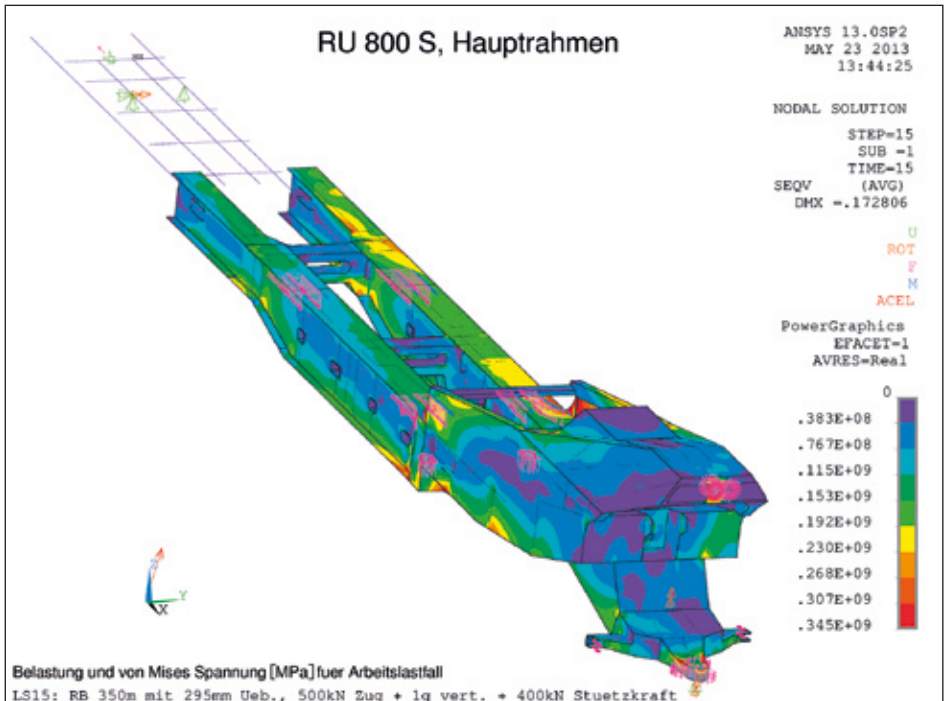 RU 800 S, Hauptrahmen
ANSYS 13.0SP2
MAY 23 2013
13:44:25
NODAL SOLUTION
STEP=15
SUB =1
TIME=15
SEQV (AVG)
DMX =.172806
U
ROT
F
M
ACEL
PowerGraphics
EFACET=1
AVRES=Real
0
.383E+08
.767E+08
.115E+09
.153E+09
.192E+09
.230E+09
.268E+09
.307E+09
.345E+09
Y
X
Belastung und von Mises Spannung [MPa] fuer Arbeitslastfall
LS15: RB 350m mit 295mm Ueb., 500kN Zug + 1g vert. + 400kN Stuetzkraft